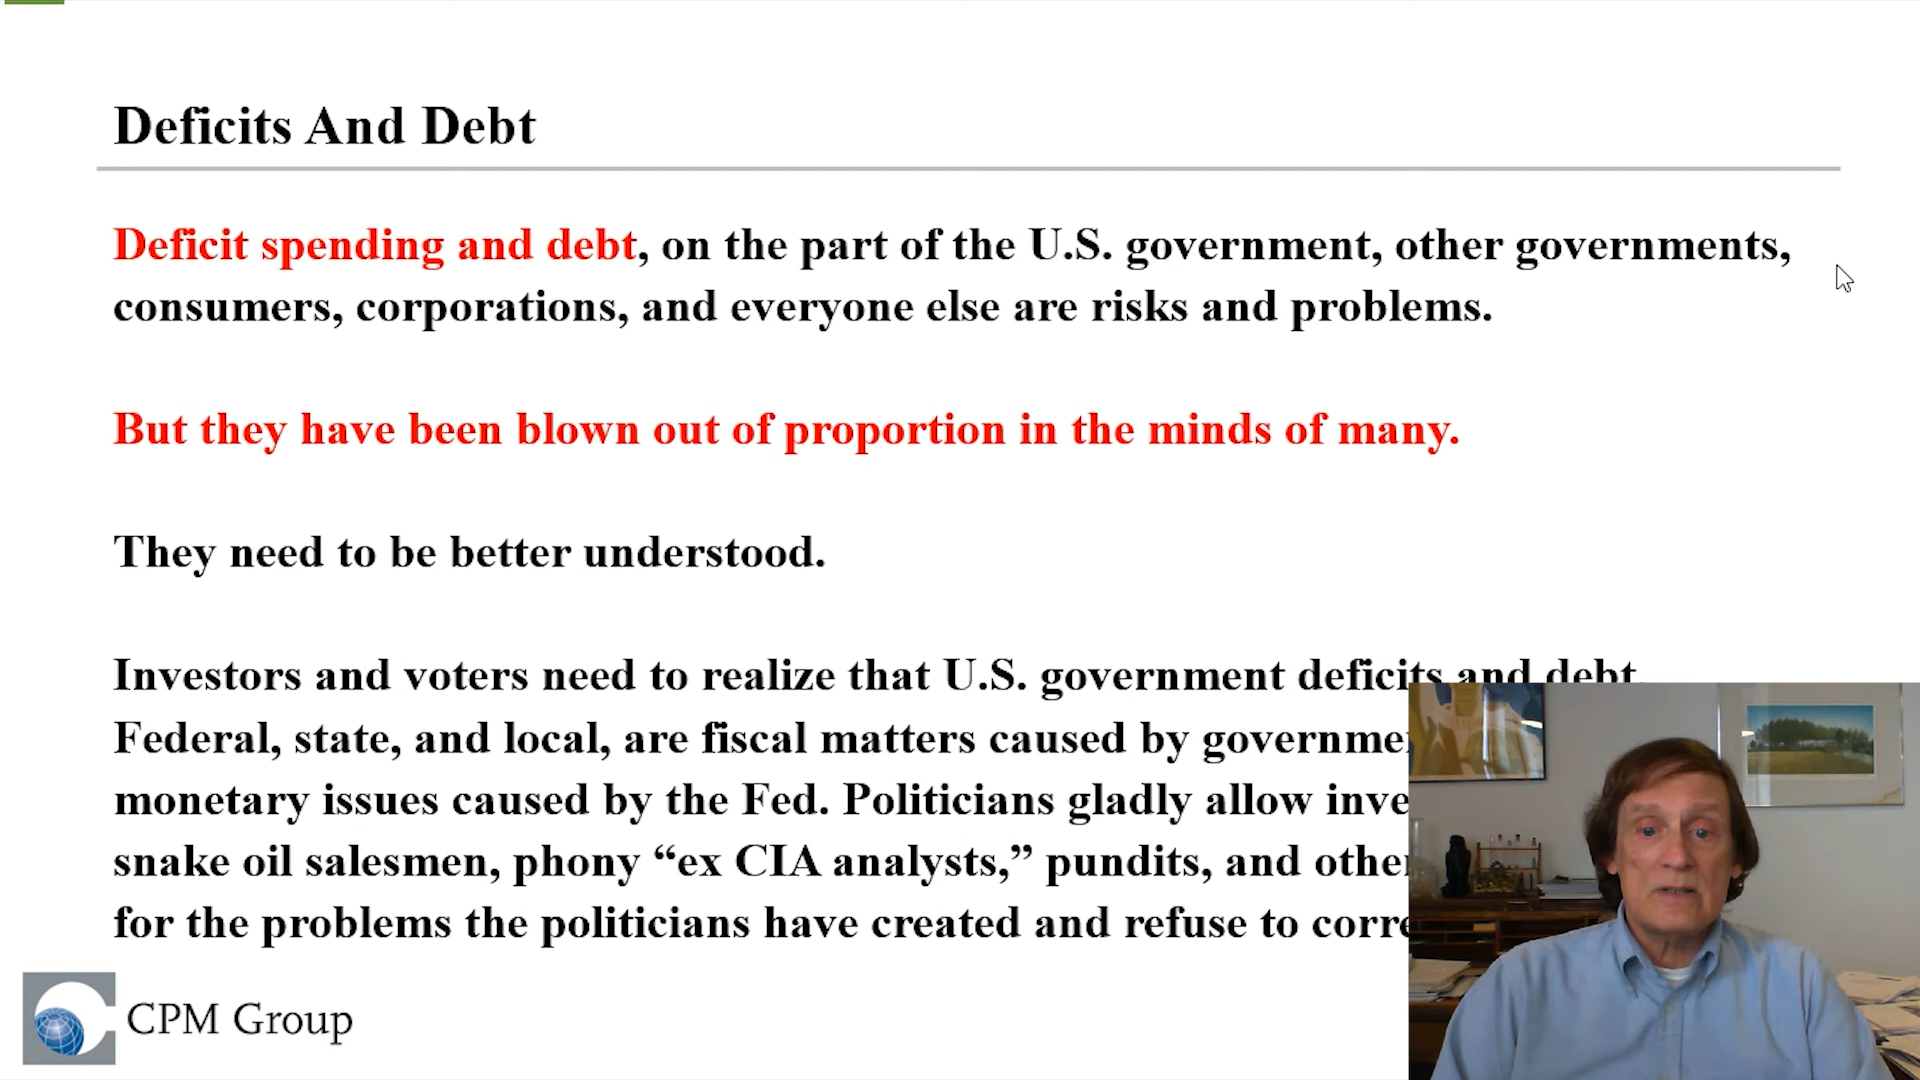 Deficits And Debt
Deficit spending and debt, on the part of the U.S. government, other governments,
consumers, corporations, and everyone else are risks and problems.
But they have been blown out of proportion in the minds of many.
They need to be better understood.
Investors and voters need to realize that U.S. government deficits and debt,
Federal, state, and local, are fiscal matters caused by
monetary issues caused by the Fed. Politicians gladly allow
snake oil salesmen, phony “ex CIA analysts,” pundits, and
for the problems the politicians have created and refuse to
CPM Group